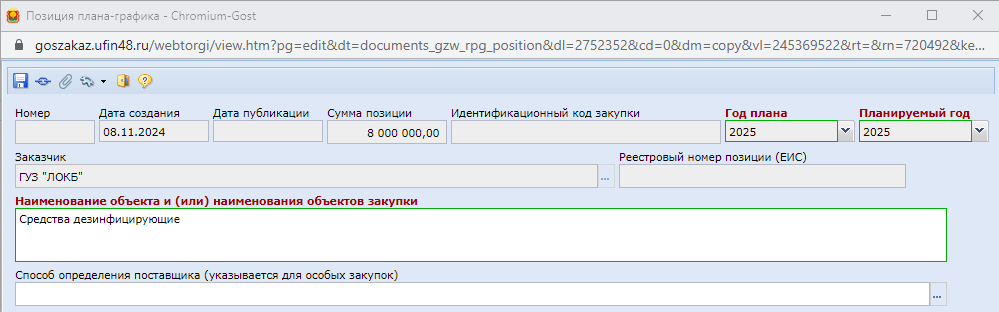 Позиция плана-графика - Chromium-Gost
goszakaz.ufin48.ru/webtorgi/view.htm?pg=edit&dt=documents_gzw_rpg_position&dl=2752352&cd=0&dm=copy&vl=245369522&rt=&rn=720492&ke...
Номер Дата создания Дата публикации Сумма позиции Идентификационный код закупки Год плана Планируемый год
08.11.2024 8 000 000,00 2025 2025
Заказчик Реестровый номер позиции (ЕИС)
ГУЗ "ЛОКБ" ...
Наименование объекта и (или) наименования объектов закупки
Средства дезинфицирующие
Способ определения поставщика (указывается для особых закупок)
...